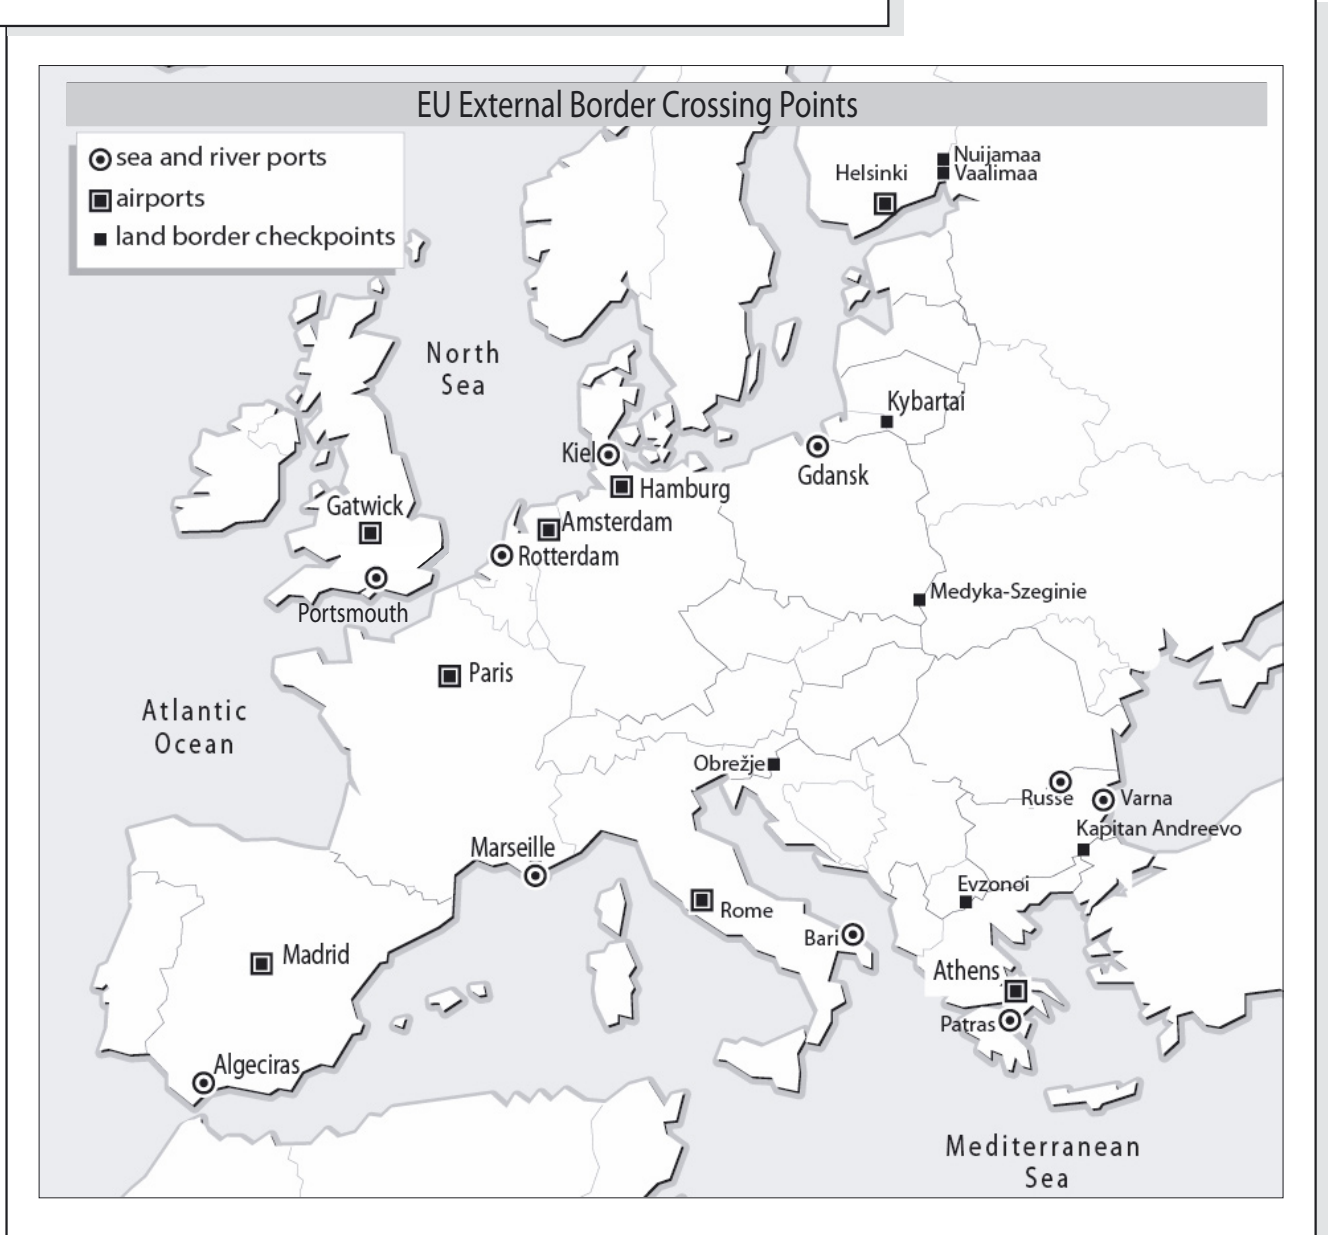 EU External Border Crossing Points
sea and river ports
airports
land border checkpoints
Nuijamaa
Helsinki
Vaalimaa
North
Sea
Kybartai
Kiel
Gdansk
Hamburg
Gatwick
Amsterdam
Rotterdam
Medyka-Szeginie
Portsmouth
Paris
Atlantic
Ocean
Obrežje
Russe
Varna
Kapitan Andreevo
Marseille
Evzonoi
Rome
Bari
Madrid
Athens
Patras
Algeciras
Mediterranean
Sea